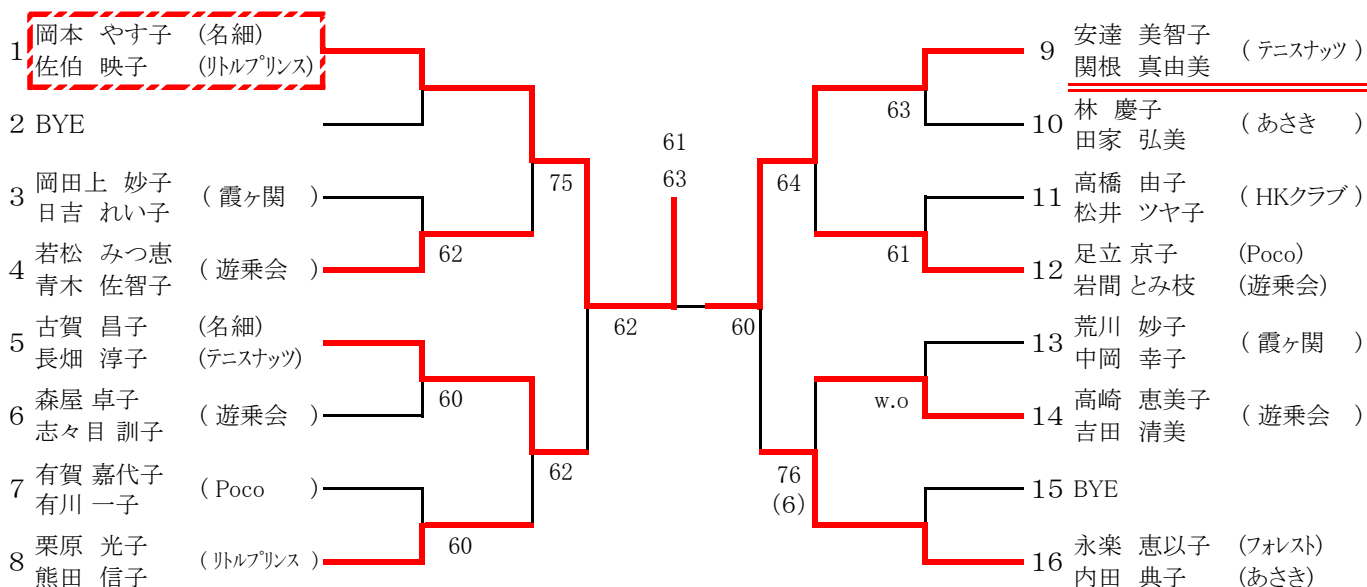 1 岡本 やす子 (名細)
佐伯 映子 (リトルプリンス)
2 BYE
3 岡田上 妙子 ( 霞ヶ関 )
日吉 れい子
4 若松 みつ恵 ( 遊乗会 )
青木 佐智子
5 古賀 昌子 (名細)
長畑 淳子 (テニスナッツ)
6 森屋 卓子 ( 遊乗会 )
志々目 訓子
7 有賀 嘉代子 ( Poco )
有川 一子
8 栗原 光子 ( リトルプリンス )
熊田 信子
62
60
60
75
62
62
61
63
60
64
76
(6)
63
61
w.o
9 安達 美智子 ( テニスナッツ )
関根 真由美
10 林 慶子 ( あさき )
田家 弘美
11 高橋 由子 ( HKクラブ )
松井 ツヤ子
12 足立 京子 (Poco)
岩間 とみ枝 (遊乗会)
13 荒川 妙子 ( 霞ヶ関 )
中岡 幸子
14 高崎 恵美子 ( 遊乗会 )
吉田 清美
15 BYE
16 永楽 恵以子 (フォレスト)
内田 典子 (あさき)